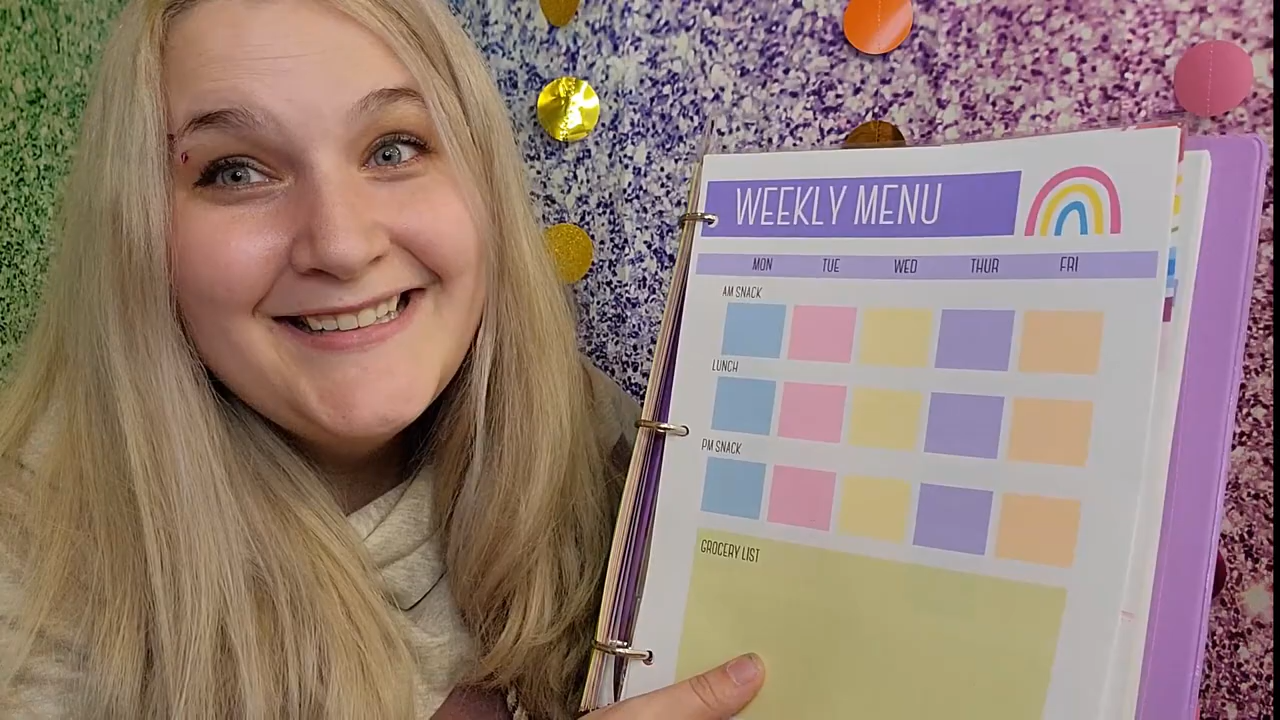 WEEKLY MENU
MON TUE WED THUR FRI
AM SNACK
LUNCH
PM SNACK
GROCERY LIST